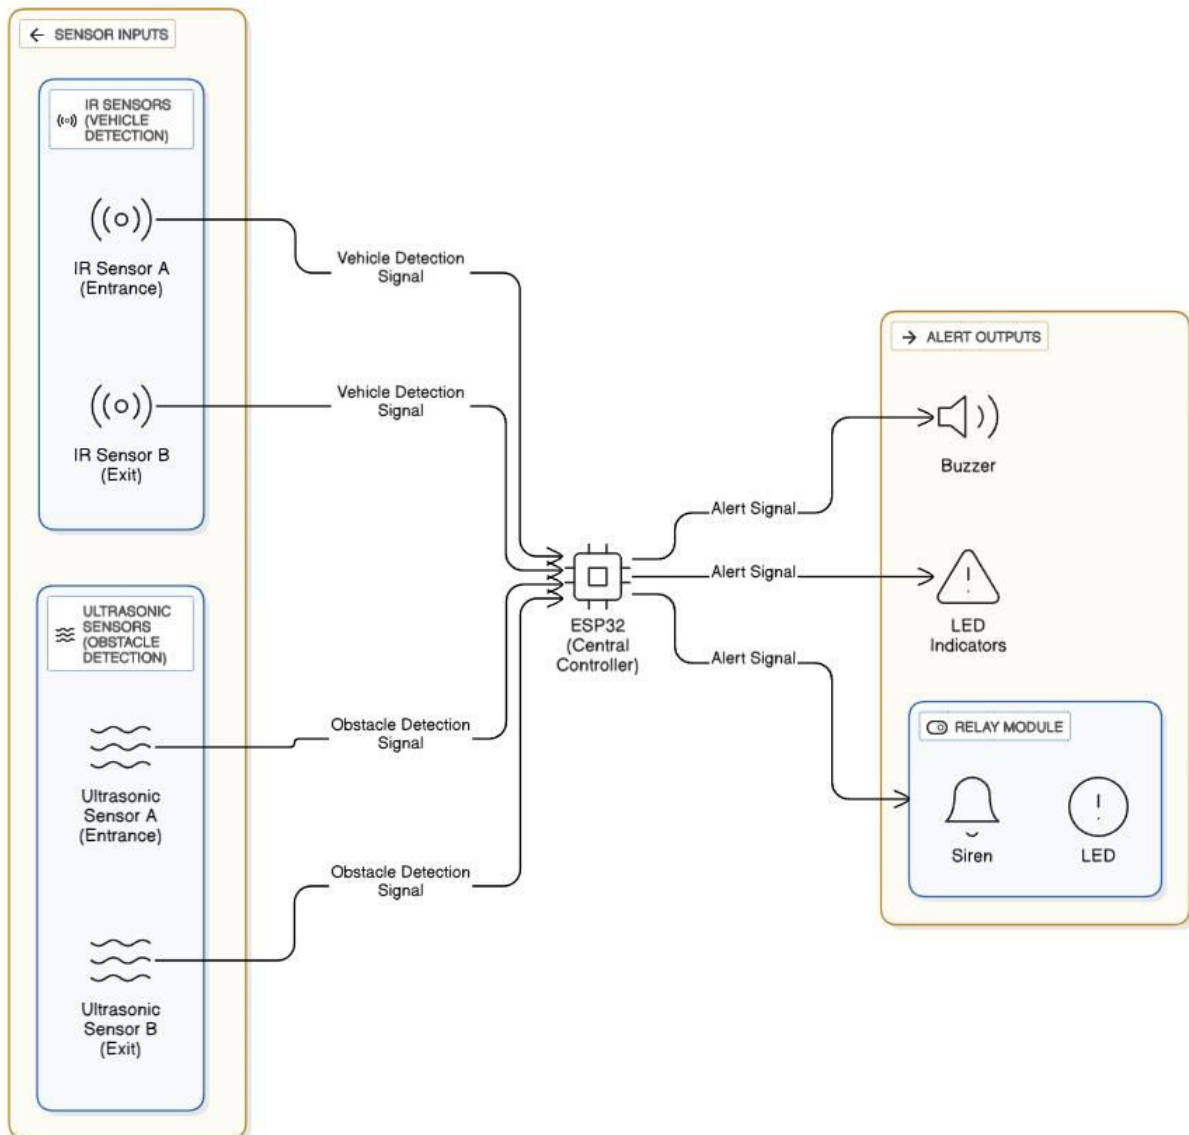 SENSOR INPUTS
IR SENSORS
(VEHICLE
DETECTION)
IR Sensor A
(Entrance)
Vehicle Detection
Signal
IR Sensor B
(Exit)
Vehicle Detection
Signal
ULTRASONIC
SENSORS
(OBSTACLE
DETECTION)
Ultrasonic
Sensor A
(Entrance)
Obstacle Detection
Signal
Ultrasonic
Sensor B
(Exit)
Obstacle Detection
Signal
ESP32
(Central
Controller)
Alert Signal
Alert Signal
Alert Signal
ALERT OUTPUTS
Buzzer
LED
Indicators
RELAY MODULE
Siren
LED